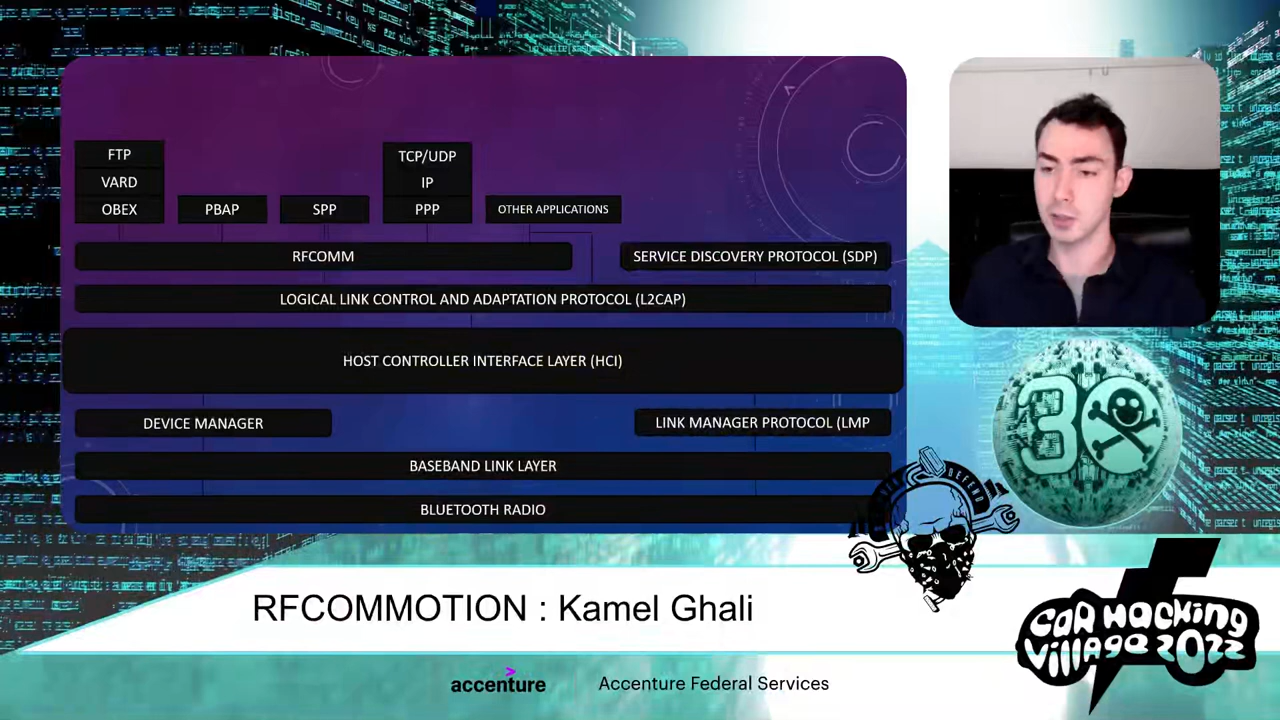 FTP
VARD
OBEX
PBAP
SPP
TCP/UDP
IP
PPP
OTHER APPLICATIONS
RFCOMM
SERVICE DISCOVERY PROTOCOL (SDP)
LOGICAL LINK CONTROL AND ADAPTATION PROTOCOL (L2CAP)
HOST CONTROLLER INTERFACE LAYER (HCI)
DEVICE MANAGER
LINK MANAGER PROTOCOL (LMP
BASEBAND LINK LAYER
BLUETOOTH RADIO
30
DEFEND
RFCOMMOTION : Kamel Ghali
CAR HACKING
VILLAGE 2022
accenture
Accenture Federal Services